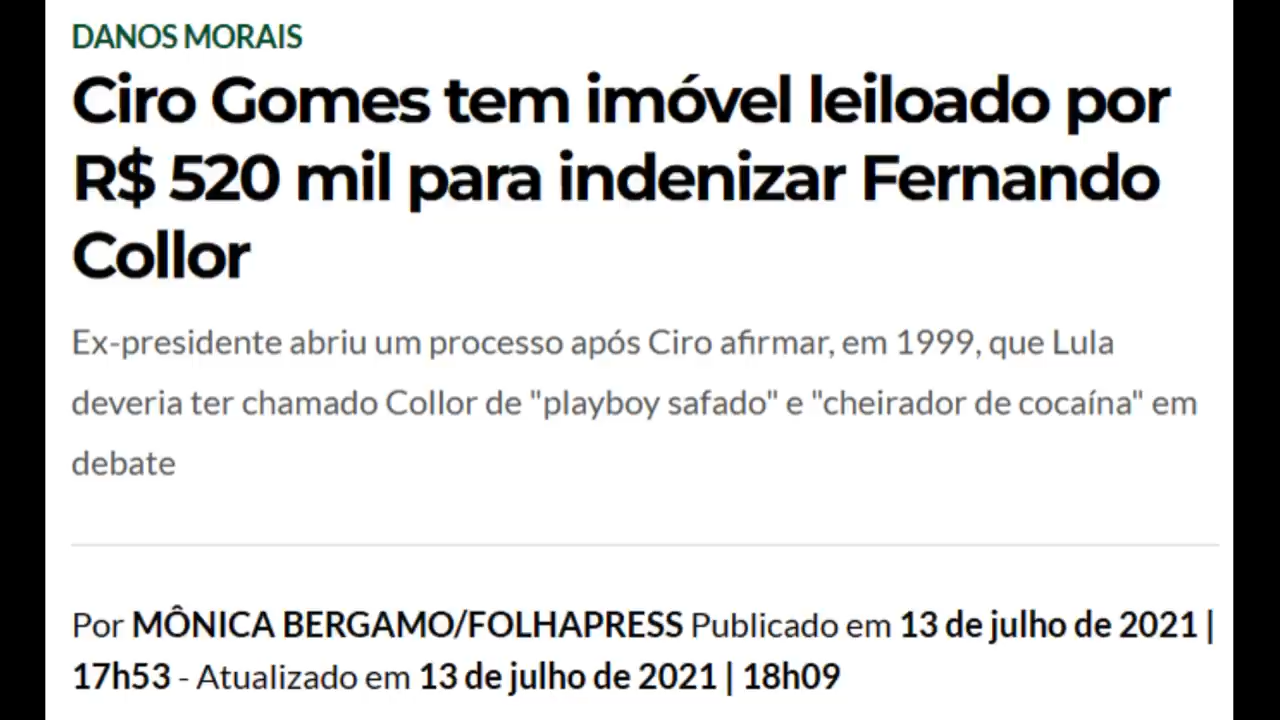 DANOS MORAIS
Ciro Gomes tem imóvel leiloado por
R$ 520 mil para indenizar Fernando
Collor
Ex-presidente abriu um processo após Ciro afirmar, em 1999, que Lula
deveria ter chamado Collor de "playboy safado" e "cheirador de cocaína" em
debate
Por MÔNICA BERGAMO/FOLHAPRESS Publicado em 13 de julho de 2021 |
17h53 - Atualizado em 13 de julho de 2021 | 18h09